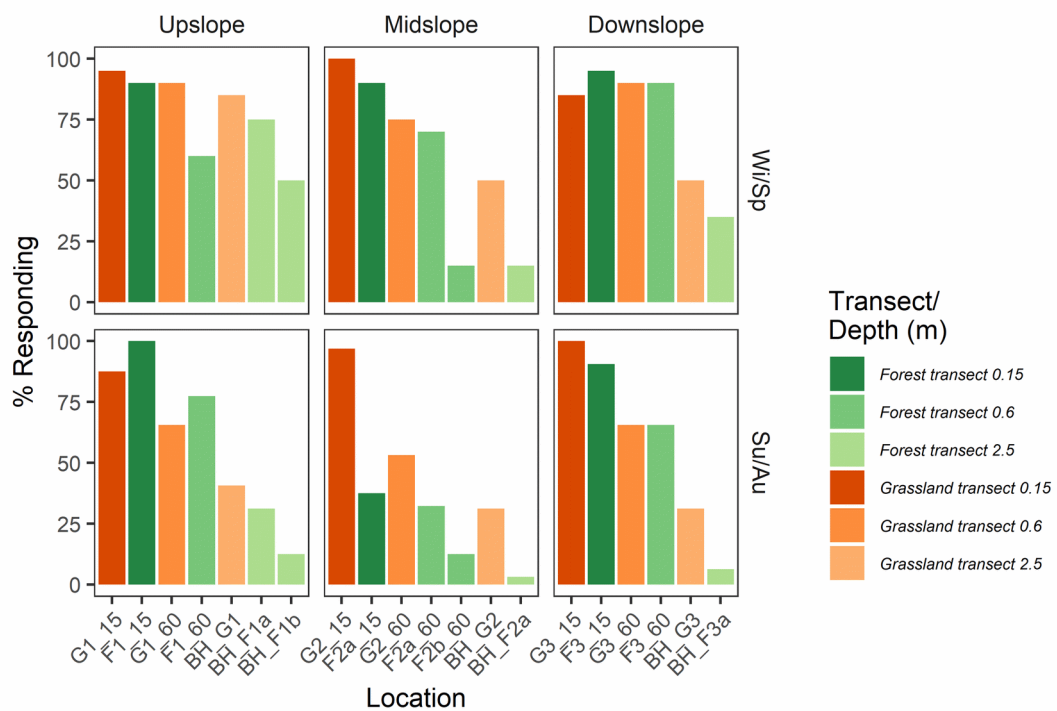 Upslope
Midslope
Downslope
100
75
50
25
0
Wi/Sp
% Responding
100
75
50
25
0
Su/Au
G1_15
F1_15
G1_60
F1_60
BH_G1
BH_F1a
BH_F1b
G2_15
F2a_15
G2_60
F2a_60
F2b_60
BH_G2
BH_F2a
G3_15
F3_15
G3_60
F3_60
BH_G3
BH_F3a
Location
Transect/
Depth (m)
Forest transect 0.15
Forest transect 0.6
Forest transect 2.5
Grassland transect 0.15
Grassland transect 0.6
Grassland transect 2.5